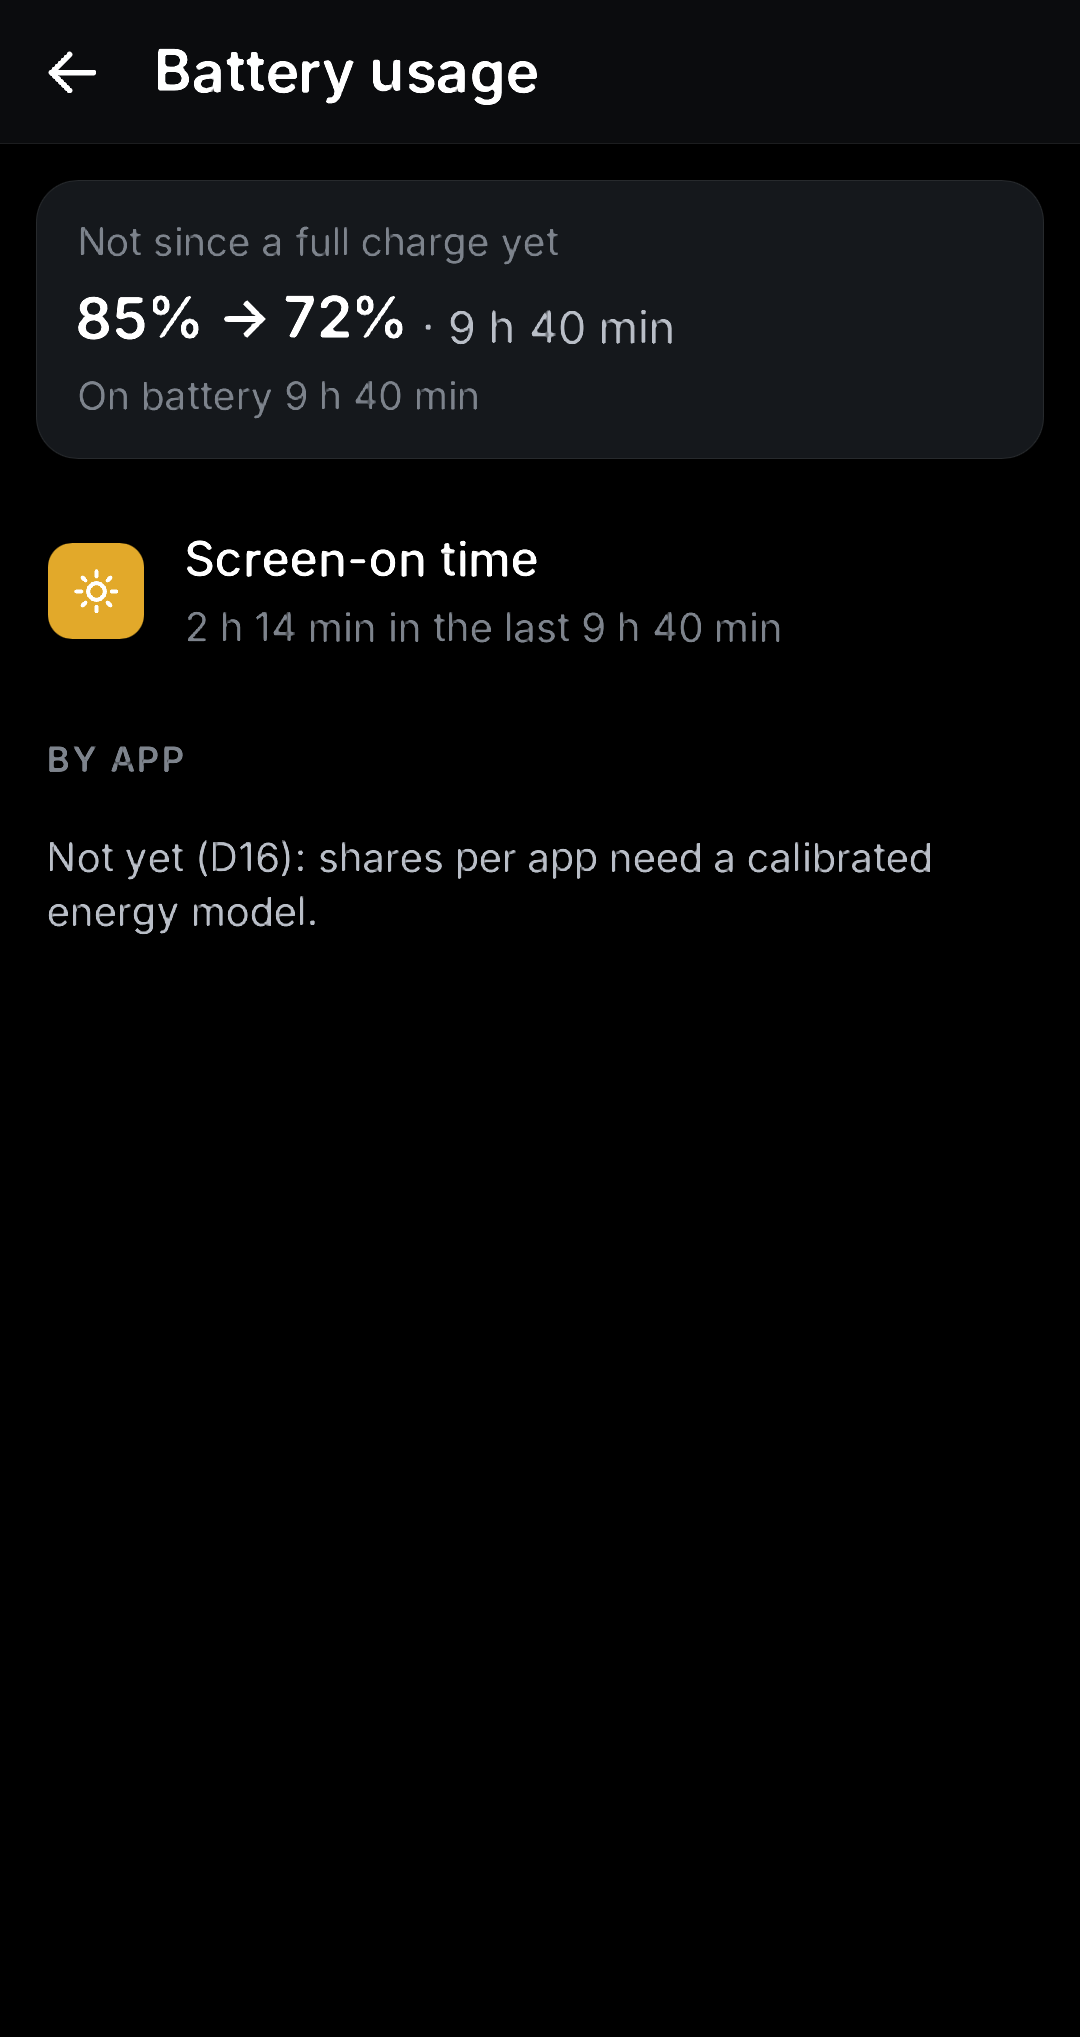 Battery usage
Not since a full charge yet
85% → 72% · 9 h 40 min
On battery 9 h 40 min
Screen-on time
2 h 14 min in the last 9 h 40 min
BY APP
Not yet (D16): shares per app need a calibrated
energy model.